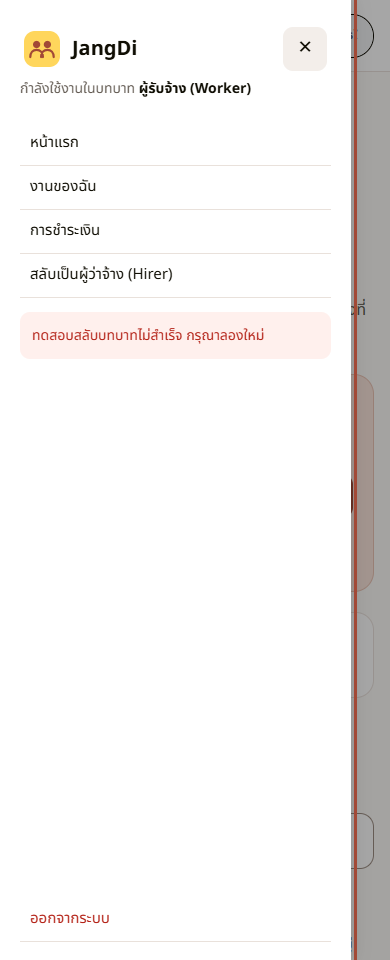 JangDi
✕
กำลังใช้งานในบทบาท ผู้รับจ้าง (Worker)
หน้าแรก
งานของฉัน
การชำระเงิน
สลับเป็นผู้ว่าจ้าง (Hirer)
ทดสอบสลับบทบาทไม่สำเร็จ กรุณาลองใหม่
ออกจากระบบ